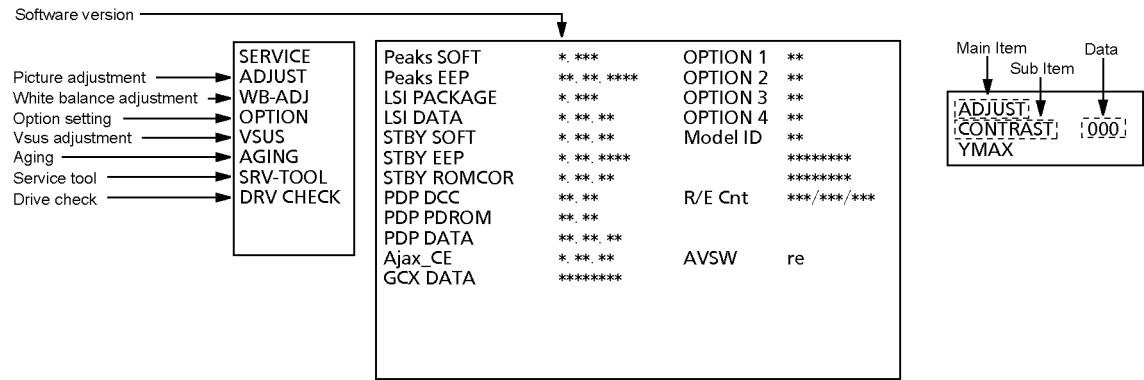 Software version
Picture adjustment
White balance adjustment
Option setting
Vsus adjustment
Aging
Service tool
Drive check
SERVICE
ADJUST
WB-ADJ
OPTION
VSUS
AGING
SRV-TOOL
DRV CHECK
Peaks SOFT *. *** OPTION 1 **
Peaks EEP **. **. **** OPTION 2 **
LSI PACKAGE *. *** OPTION 3 **
LSI DATA *. **. ** OPTION 4 **
STBY SOFT *. **. ** Model ID **
STBY EEP *. **. **** ********
STBY ROMCOR *. **. ** ********
PDP DCC **. ** R/E Cnt ***/***/***
PDP PDROM **. **
PDP DATA **. **. **
Ajax_CE *. **. ** AVSW re
GCX DATA ********
Main Item
Sub Item
Data
ADJUST
CONTRAST 000
YMAX